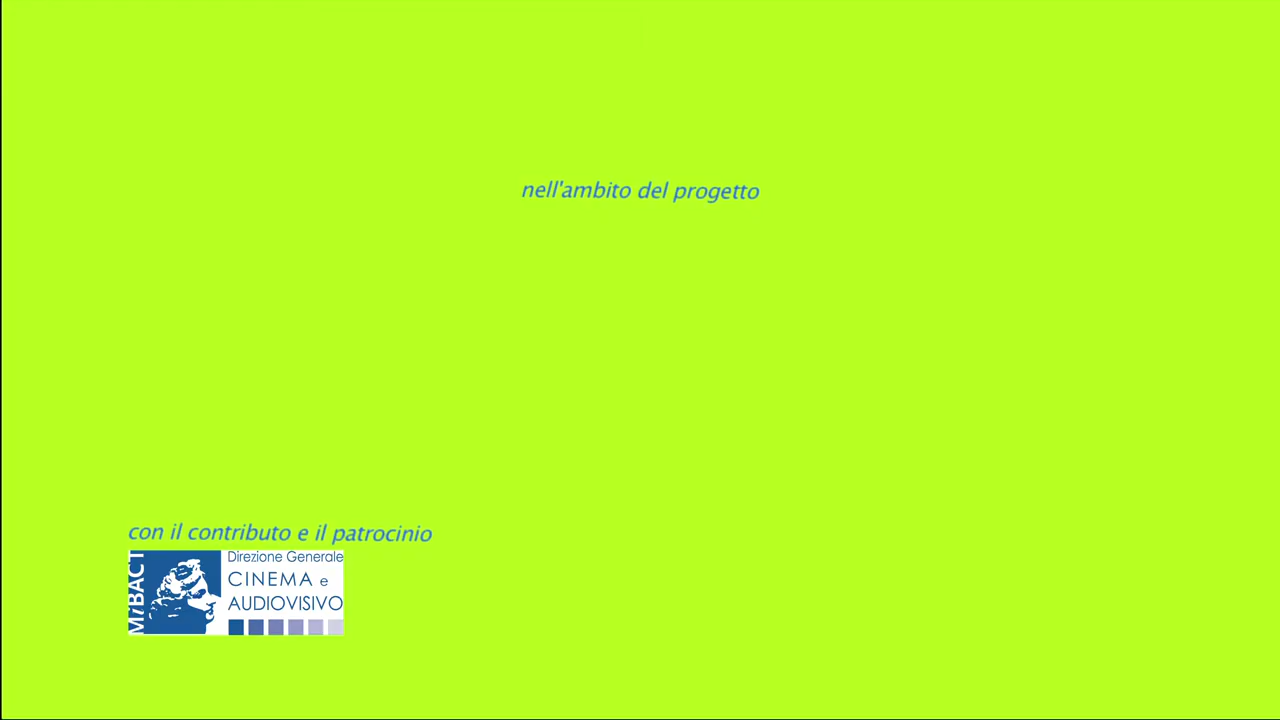 nell'ambito del progetto
con il contributo e il patrocinio
MiBACT
Direzione Generale
CINEMA e
AUDIOVISIVO